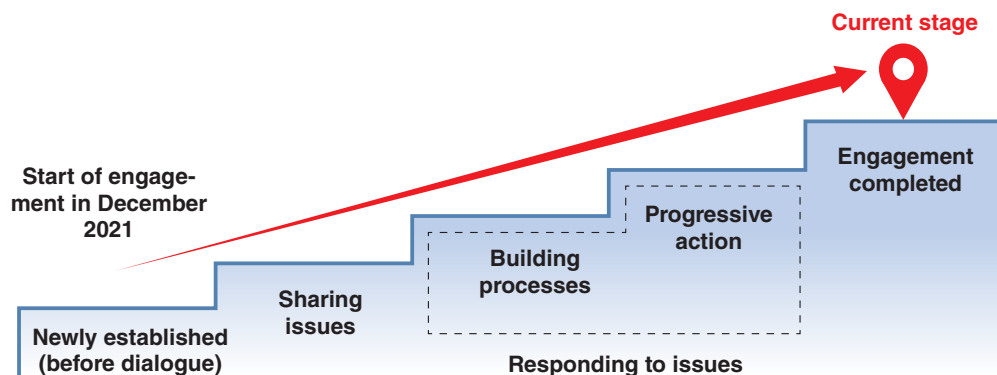 Current stage
Start of engage-
ment in December
2021
Newly established
(before dialogue)
Sharing
issues
Building
processes
Progressive
action
Responding to issues
Engagement
completed